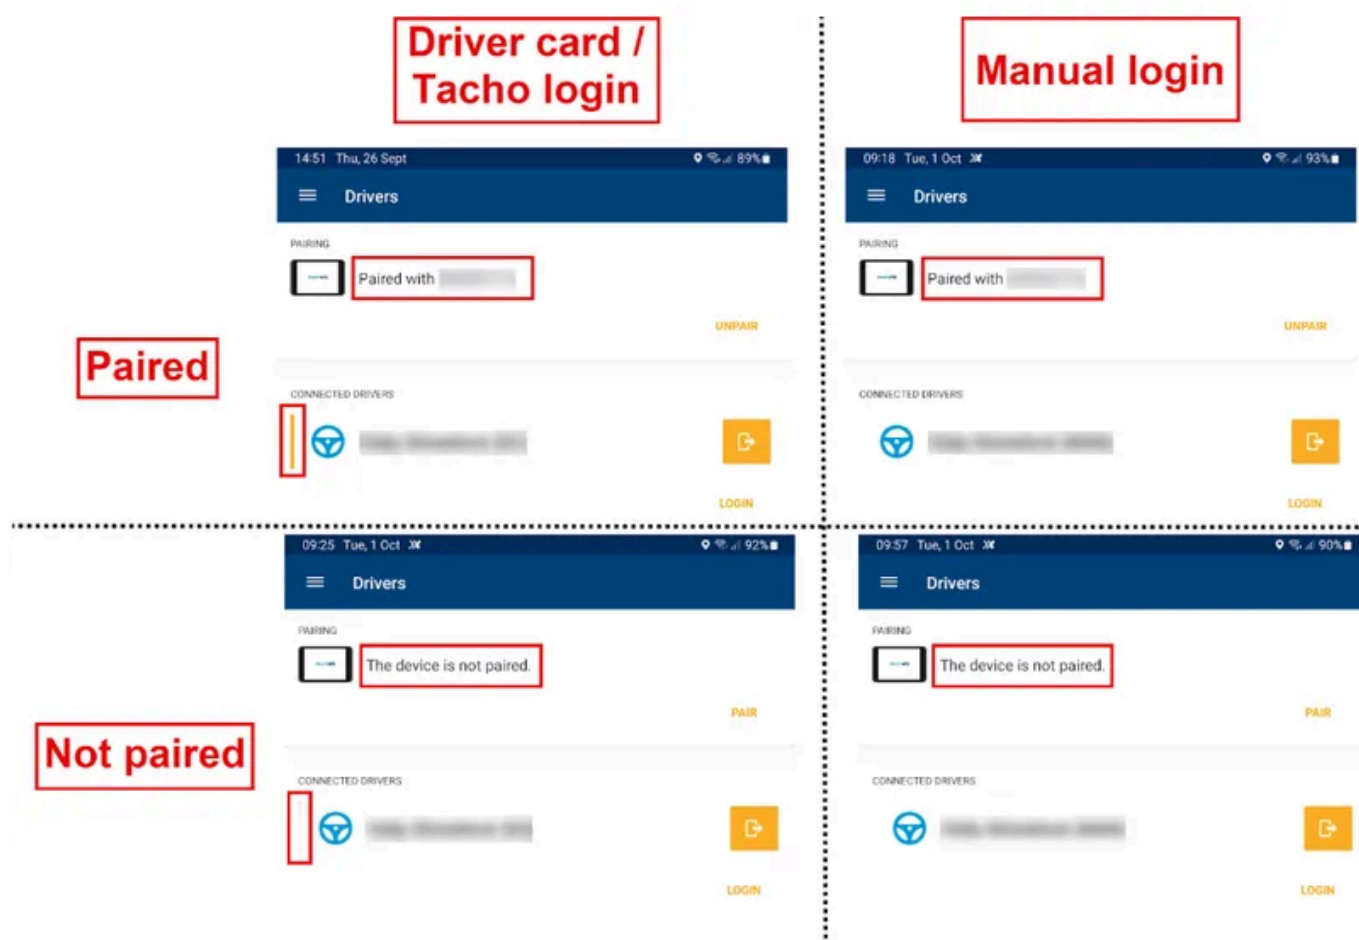 Driver card /
Tacho login
Manual login
14:51 Thu, 26 Sept 89%
Drivers
PAIRING
Paired with
UNPAIR
CONNECTED DRIVERS
LOGIN
09:18 Tue, 1 Oct 93%
Drivers
PAIRING
Paired with
UNPAIR
CONNECTED DRIVERS
LOGIN
Paired
09:25 Tue, 1 Oct 92%
Drivers
PAIRING
The device is not paired.
PAIR
CONNECTED DRIVERS
LOGIN
09:57 Tue, 1 Oct 90%
Drivers
PAIRING
The device is not paired.
PAIR
CONNECTED DRIVERS
LOGIN
Not paired